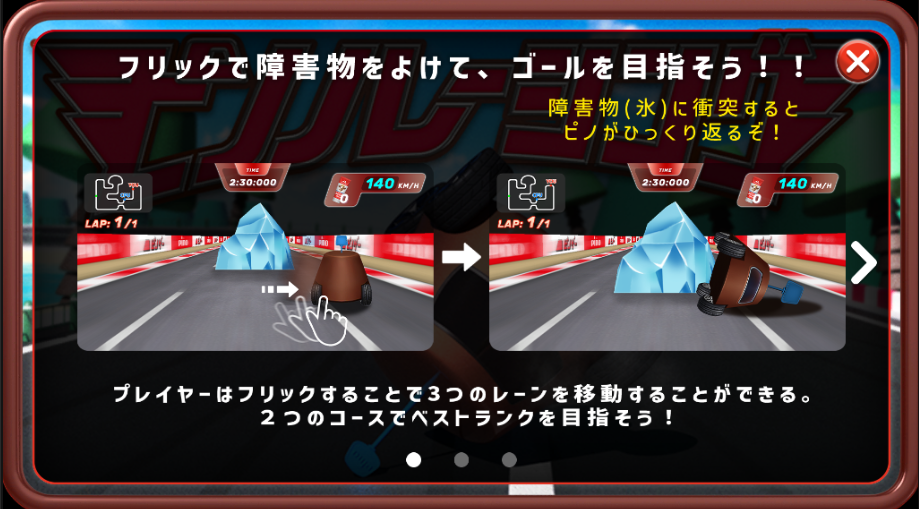 フリックで障害物をよけて、ゴールを目指そう！！
障害物(氷)に衝突すると
ピノがひっくり返るぞ！
TIME
2:30:000
140 KM/H
0
LAP: 1/1
TIME
2:30:000
140 KM/H
0
LAP: 1/1
プレイヤーはフリックすることで3つのレーンを移動することができる。
２つのコースでベストランクを目指そう！